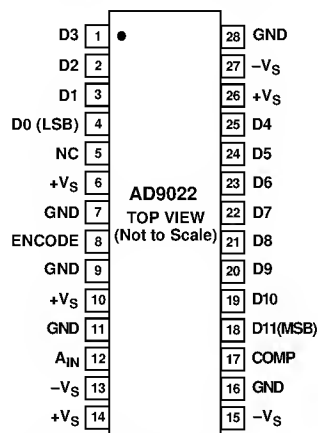 D3 1 28 GND
D2 2 27 –VS
D1 3 26 +VS
D0 (LSB) 4 25 D4
NC 5 24 D5
+VS 6 23 D6
AD9022
GND 7 22 D7
TOP VIEW
(Not to Scale)
ENCODE 8 21 D8
GND 9 20 D9
+VS 10 19 D10
GND 11 18 D11(MSB)
AIN 12 17 COMP
–VS 13 16 GND
+VS 14 15 –VS